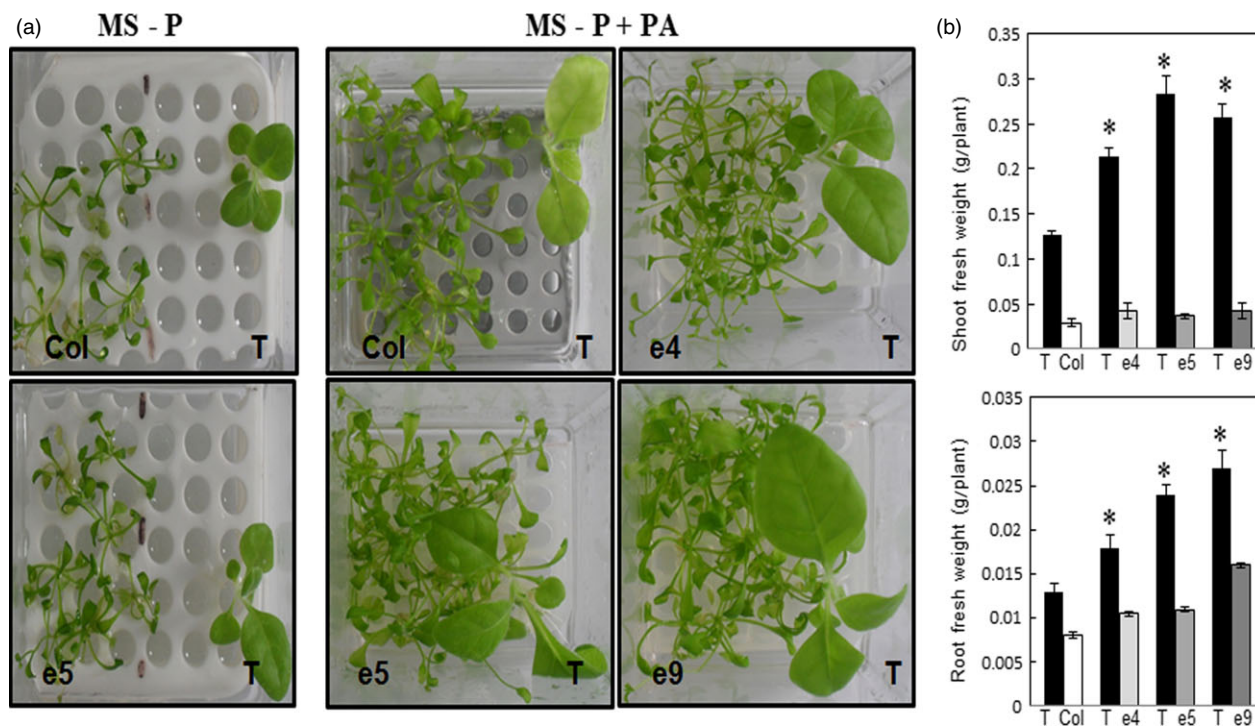 (a)
MS - P
MS - P + PA
(b)
Col T
Col T
e4 T
e5 T
e5 T
e9 T
Shoot fresh weight (g/plant)
0.35
0.3
0.25
0.2
0.15
0.1
0.05
0
* * *
T Col T e4 T e5 T e9
Root fresh weight (g/plant)
0.035
0.03
0.025
0.02
0.015
0.01
0.005
0
* * *
T Col T e4 T e5 T e9